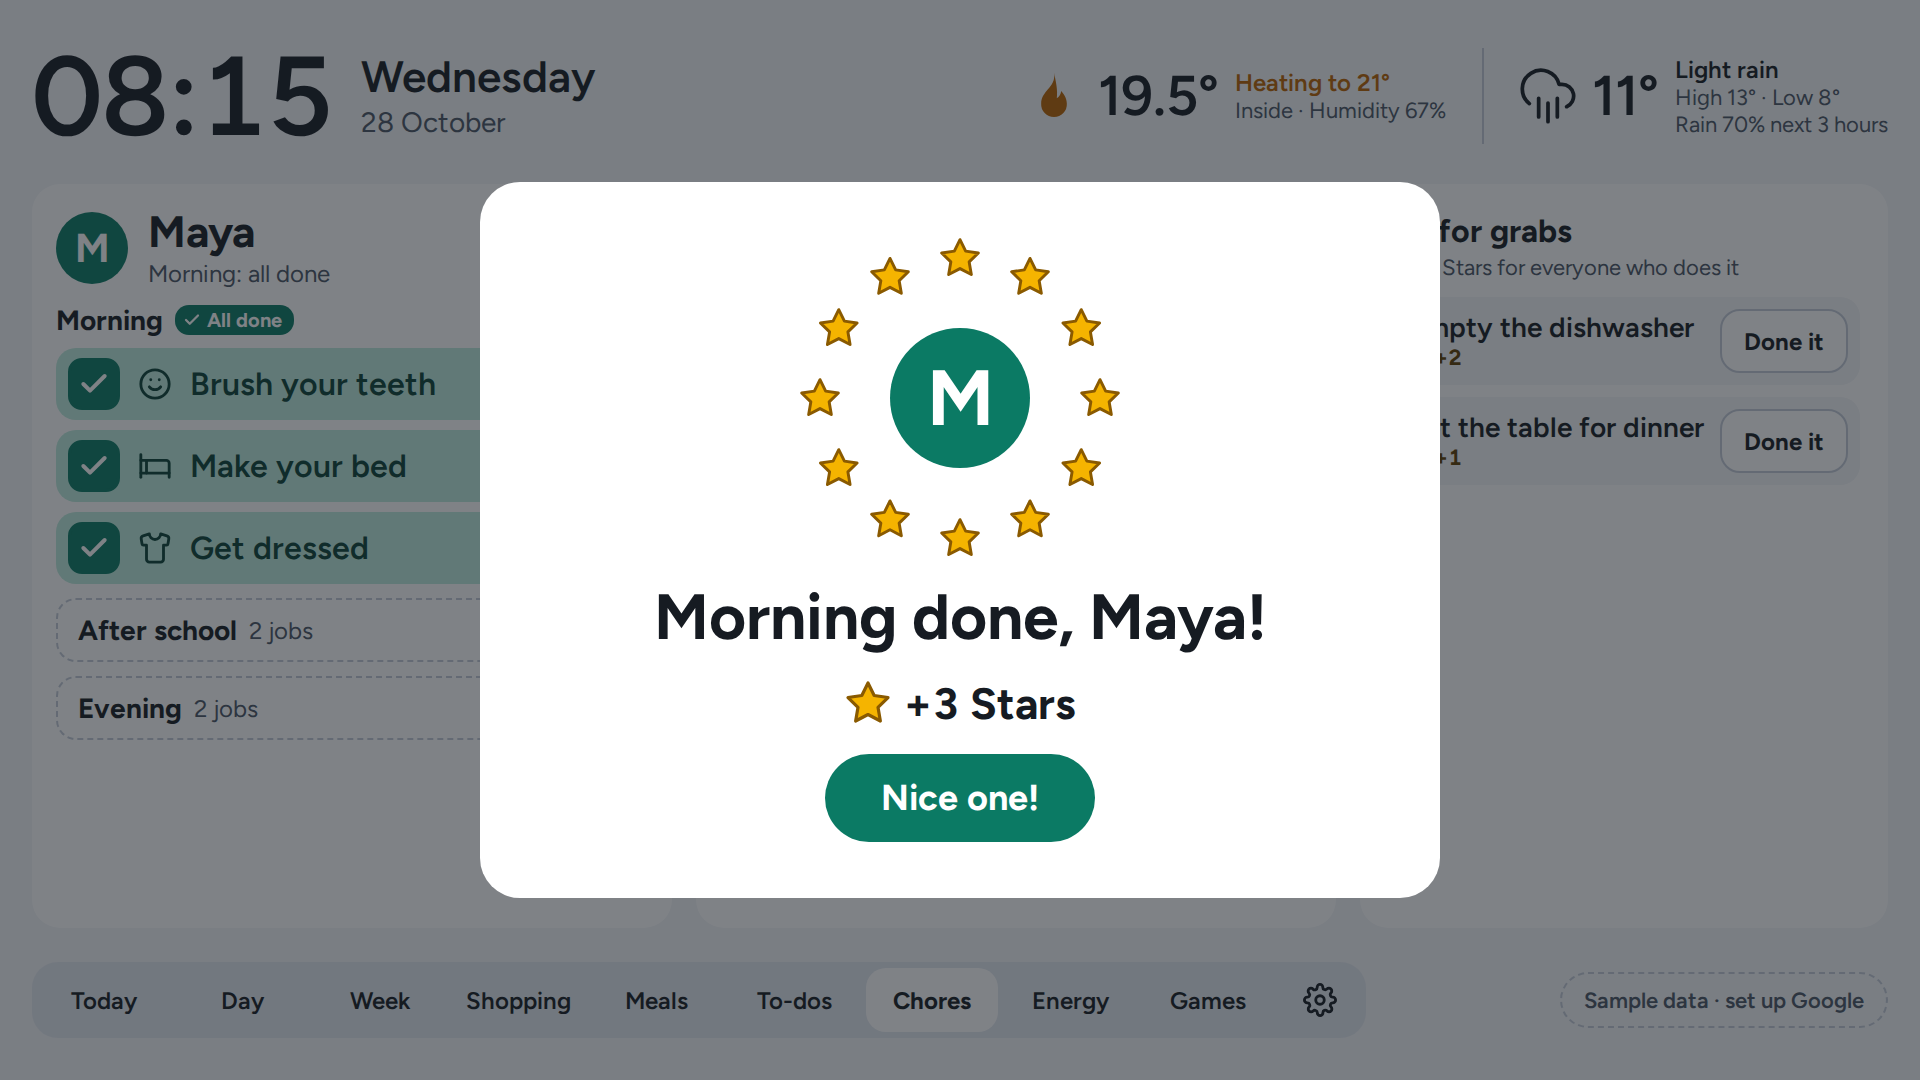 08:15
Wednesday
28 October
19.5°
Heating to 21°
Inside · Humidity 67%
11°
Light rain
High 13° · Low 8°
Rain 70% next 3 hours
M
Maya
Morning: all done
Morning
All done
Brush your teeth
Make your bed
Get dressed
After school 2 jobs
Evening 2 jobs
M
Morning done, Maya!
+3 Stars
Nice one!
for grabs
Stars for everyone who does it
the dishwasher
+2
Done it
the table for dinner
+1
Done it
Today
Day
Week
Shopping
Meals
To-dos
Chores
Energy
Games
Sample data · set up Google